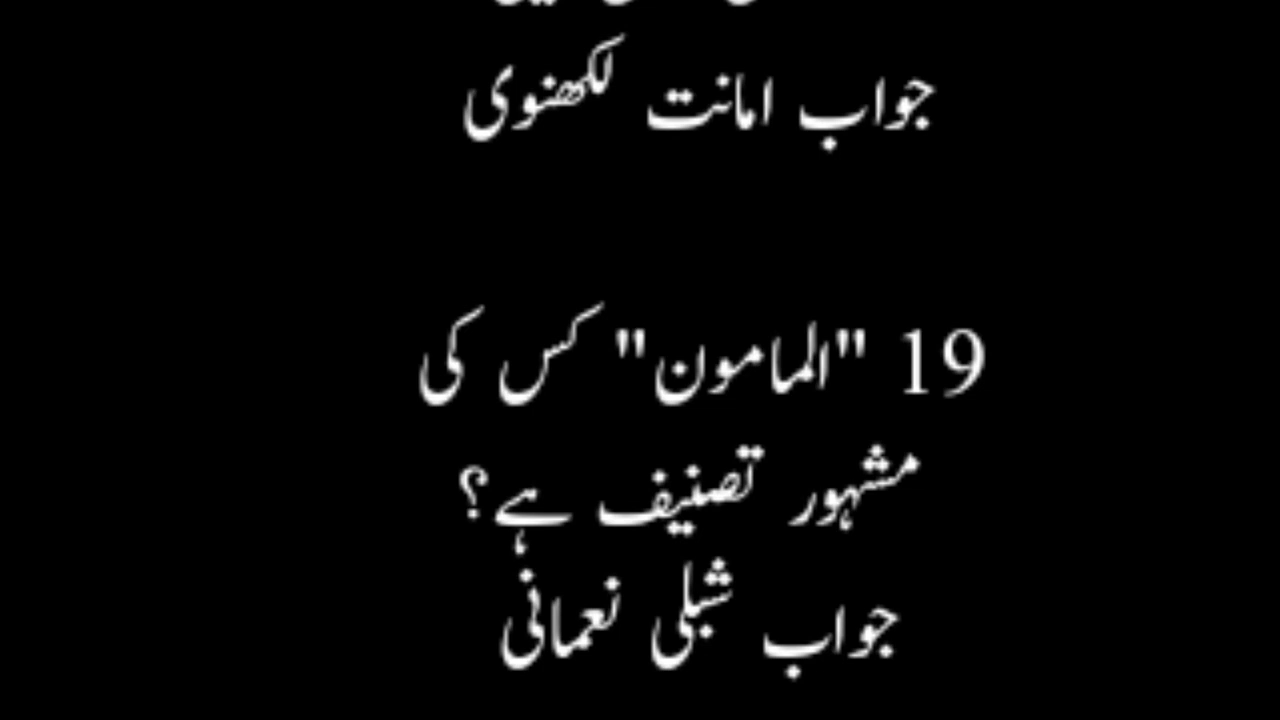 جواب امانت لکھنوی
19 "المامون" کس کی
مشہور تصنیف ہے؟
جواب شبلی نعمانی